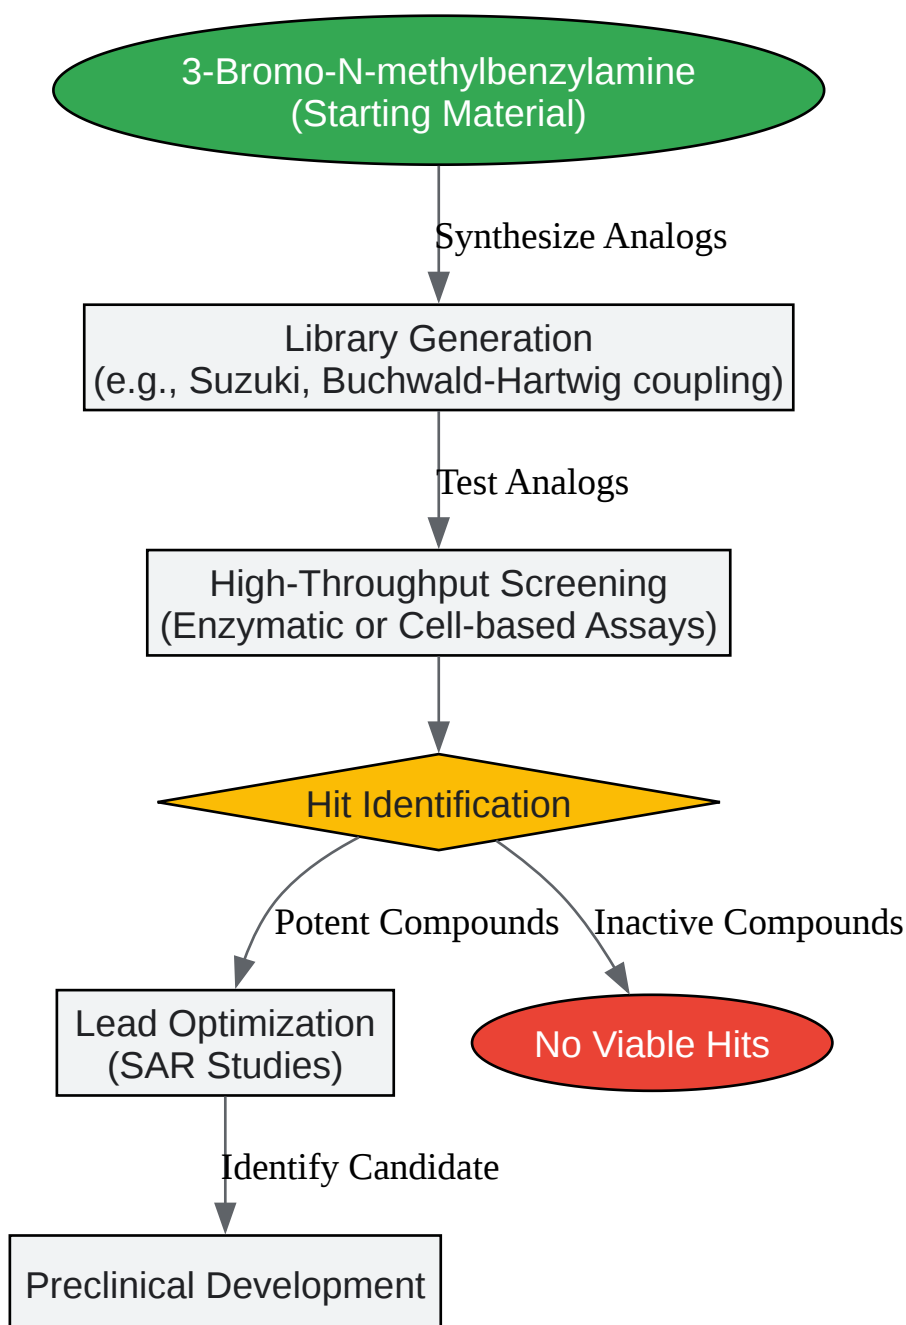 3-Bromo-N-methylbenzylamine
(Starting Material)
Synthesize Analogs
Library Generation
(e.g., Suzuki, Buchwald-Hartwig coupling)
Test Analogs
High-Throughput Screening
(Enzymatic or Cell-based Assays)
Hit Identification
Potent Compounds
Inactive Compounds
Lead Optimization
(SAR Studies)
No Viable Hits
Identify Candidate
Preclinical Development